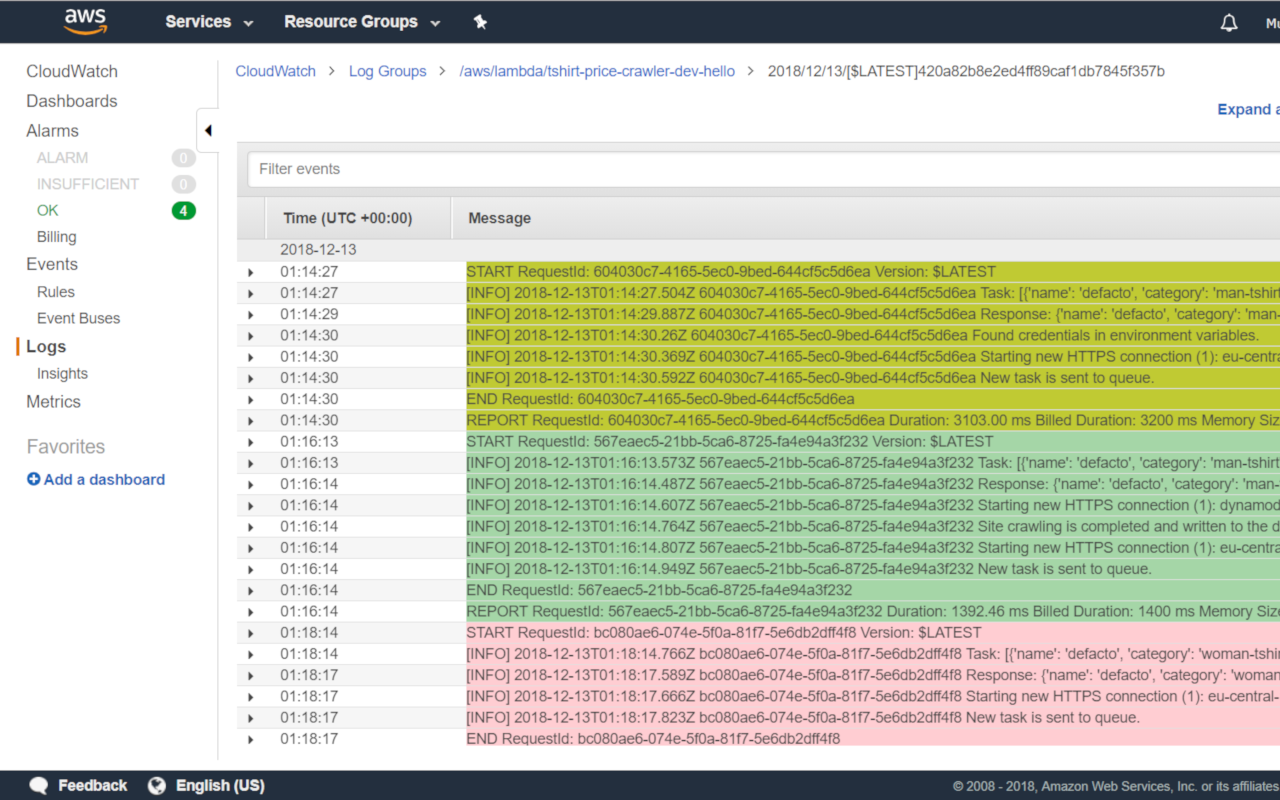 aws Services Resource Groups Mu
CloudWatch
Dashboards
Alarms
ALARM 0
INSUFFICIENT 0
OK 4
Billing
Events
Rules
Event Buses
Logs
Insights
Metrics
Favorites
Add a dashboard
CloudWatch > Log Groups > /aws/lambda/tshirt-price-crawler-dev-hello > 2018/12/13/[$LATEST]420a82b8e2ed4ff89caf1db7845f357b
Expand a
Filter events
Time (UTC +00:00) Message
2018-12-13
01:14:27 START RequestId: 604030c7-4165-5ec0-9bed-644cf5c5d6ea Version: $LATEST
01:14:27 [INFO] 2018-12-13T01:14:27.504Z 604030c7-4165-5ec0-9bed-644cf5c5d6ea Task: [{'name': 'defacto', 'category': 'man-tshirt
01:14:29 [INFO] 2018-12-13T01:14:29.887Z 604030c7-4165-5ec0-9bed-644cf5c5d6ea Response: {'name': 'defacto', 'category': 'man-
01:14:30 [INFO] 2018-12-13T01:14:30.26Z 604030c7-4165-5ec0-9bed-644cf5c5d6ea Found credentials in environment variables.
01:14:30 [INFO] 2018-12-13T01:14:30.369Z 604030c7-4165-5ec0-9bed-644cf5c5d6ea Starting new HTTPS connection (1): eu-centra
01:14:30 [INFO] 2018-12-13T01:14:30.592Z 604030c7-4165-5ec0-9bed-644cf5c5d6ea New task is sent to queue.
01:14:30 END RequestId: 604030c7-4165-5ec0-9bed-644cf5c5d6ea
01:14:30 REPORT RequestId: 604030c7-4165-5ec0-9bed-644cf5c5d6ea Duration: 3103.00 ms Billed Duration: 3200 ms Memory Siz
01:16:13 START RequestId: 567eaec5-21bb-5ca6-8725-fa4e94a3f232 Version: $LATEST
01:16:13 [INFO] 2018-12-13T01:16:13.573Z 567eaec5-21bb-5ca6-8725-fa4e94a3f232 Task: [{'name': 'defacto', 'category': 'man-tshirt
01:16:14 [INFO] 2018-12-13T01:16:14.487Z 567eaec5-21bb-5ca6-8725-fa4e94a3f232 Response: {'name': 'defacto', 'category': 'man-
01:16:14 [INFO] 2018-12-13T01:16:14.607Z 567eaec5-21bb-5ca6-8725-fa4e94a3f232 Starting new HTTPS connection (1): dynamod
01:16:14 [INFO] 2018-12-13T01:16:14.764Z 567eaec5-21bb-5ca6-8725-fa4e94a3f232 Site crawling is completed and written to the d
01:16:14 [INFO] 2018-12-13T01:16:14.807Z 567eaec5-21bb-5ca6-8725-fa4e94a3f232 Starting new HTTPS connection (1): eu-centra
01:16:14 [INFO] 2018-12-13T01:16:14.949Z 567eaec5-21bb-5ca6-8725-fa4e94a3f232 New task is sent to queue.
01:16:14 END RequestId: 567eaec5-21bb-5ca6-8725-fa4e94a3f232
01:16:14 REPORT RequestId: 567eaec5-21bb-5ca6-8725-fa4e94a3f232 Duration: 1392.46 ms Billed Duration: 1400 ms Memory Size
01:18:14 START RequestId: bc080ae6-074e-5f0a-81f7-5e6db2dff4f8 Version: $LATEST
01:18:14 [INFO] 2018-12-13T01:18:14.766Z bc080ae6-074e-5f0a-81f7-5e6db2dff4f8 Task: [{'name': 'defacto', 'category': 'woman-tshir
01:18:17 [INFO] 2018-12-13T01:18:17.589Z bc080ae6-074e-5f0a-81f7-5e6db2dff4f8 Response: {'name': 'defacto', 'category': 'woman
01:18:17 [INFO] 2018-12-13T01:18:17.666Z bc080ae6-074e-5f0a-81f7-5e6db2dff4f8 Starting new HTTPS connection (1): eu-central-
01:18:17 [INFO] 2018-12-13T01:18:17.823Z bc080ae6-074e-5f0a-81f7-5e6db2dff4f8 New task is sent to queue.
01:18:17 END RequestId: bc080ae6-074e-5f0a-81f7-5e6db2dff4f8
Feedback English (US) © 2008 - 2018, Amazon Web Services, Inc. or its affiliates